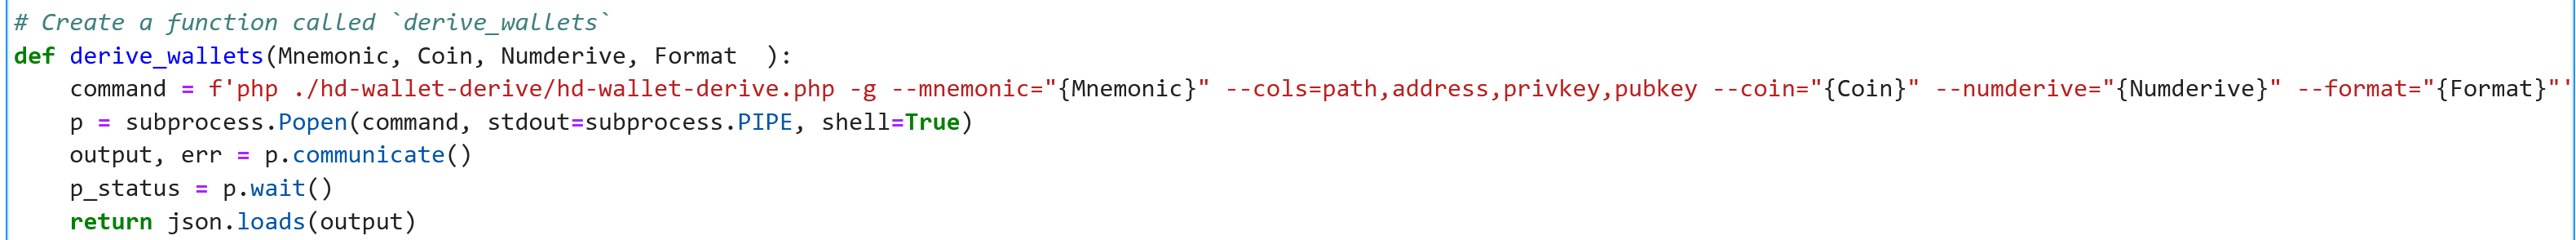 # Create a function called `derive_wallets`
def derive_wallets(Mnemonic, Coin, Numderive, Format  ):
    command = f'php ./hd-wallet-derive/hd-wallet-derive.php -g --mnemonic="{Mnemonic}" --cols=path,address,privkey,pubkey --coin="{Coin}" --numderive="{Numderive}" --format="{Format}"'
    p = subprocess.Popen(command, stdout=subprocess.PIPE, shell=True)
    output, err = p.communicate()
    p_status = p.wait()
    return json.loads(output)